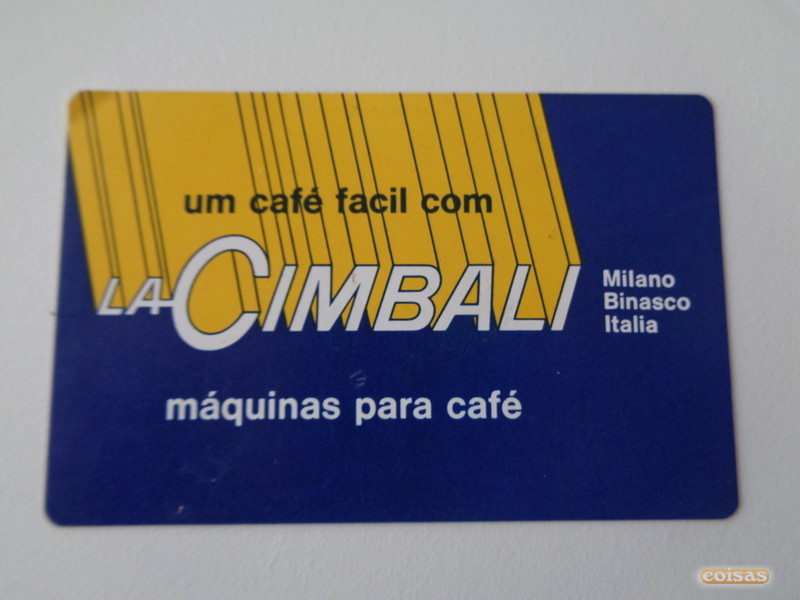 um café facil com
LA CIMBALI
Milano
Binasco
Italia
máquinas para café
coisas